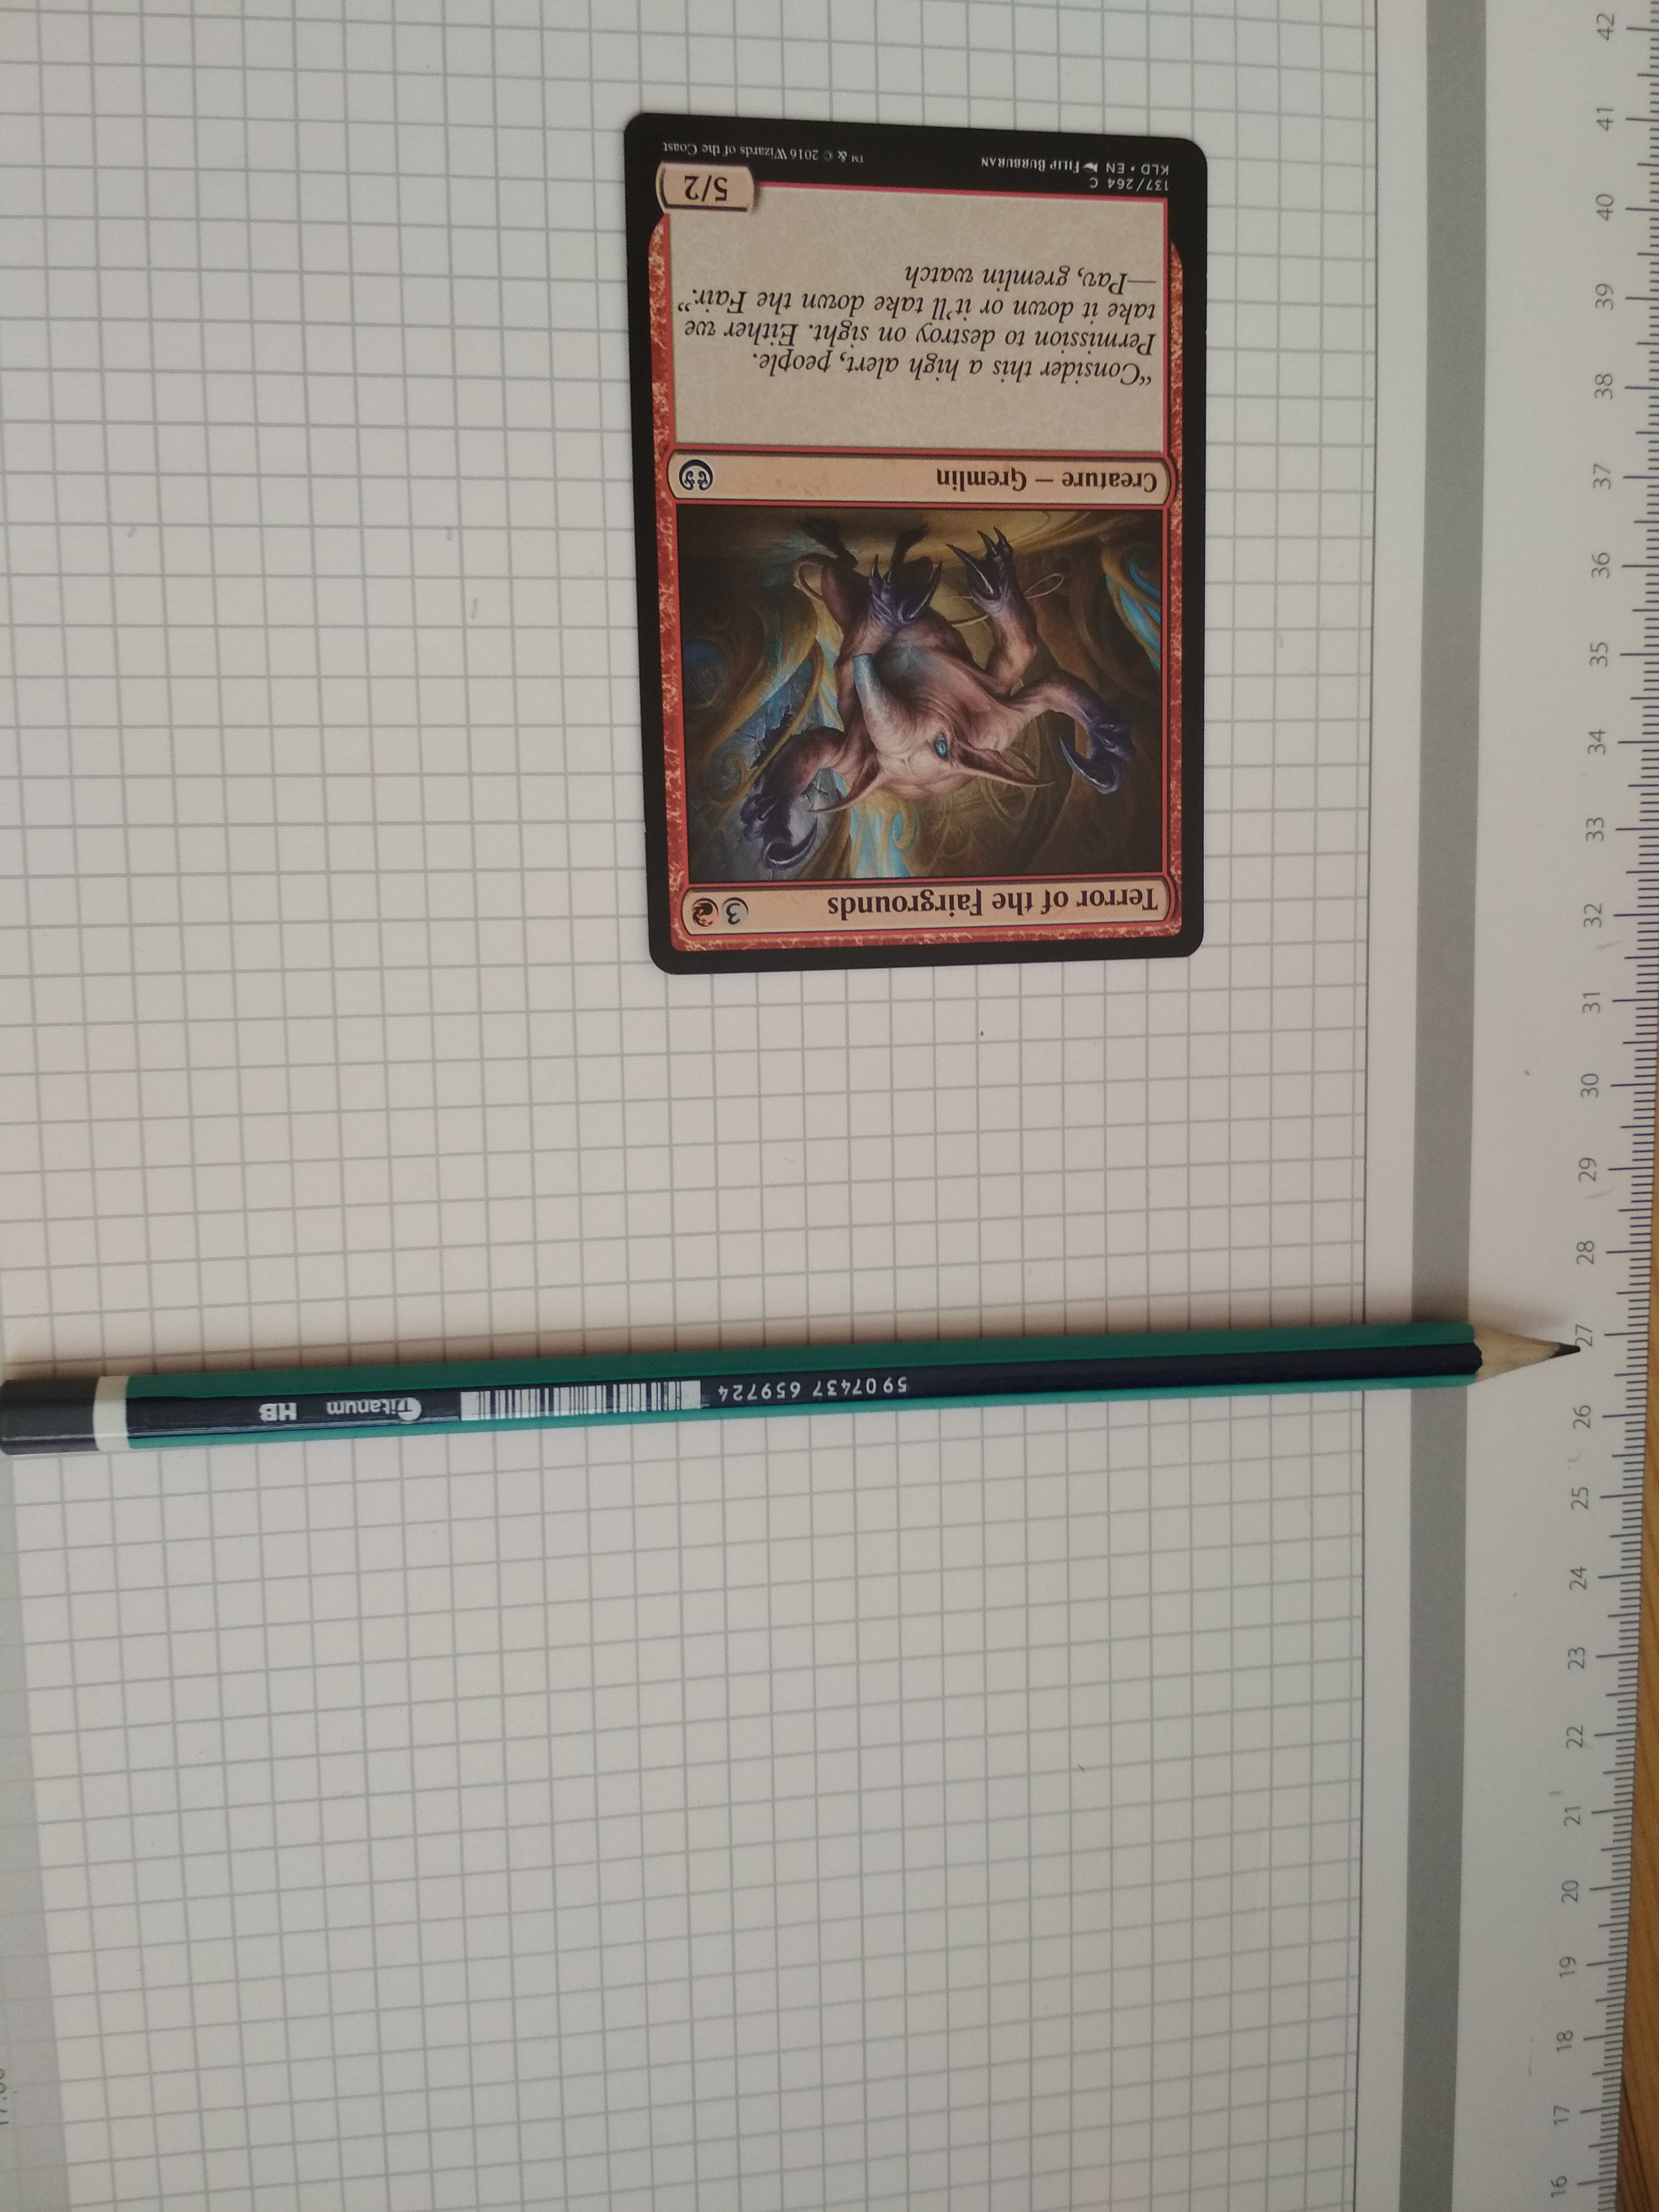 Terror of the Fairgrounds 3
Creature – Gremlin
“Consider this a high alert, people.
Permission to destroy on sight. Either we
take it down or it’ll take down the Fair.”
—Pav, gremlin watch
5/2
137/264 C
KLD • EN FILIP BURBURAN
™ & © 2016 Wizards of the Coast
5907437 659724
Titanum HB
42
41
40
39
38
37
36
35
34
33
32
31
30
29
28
27
26
25
24
23
22
21
20
19
18
17
16